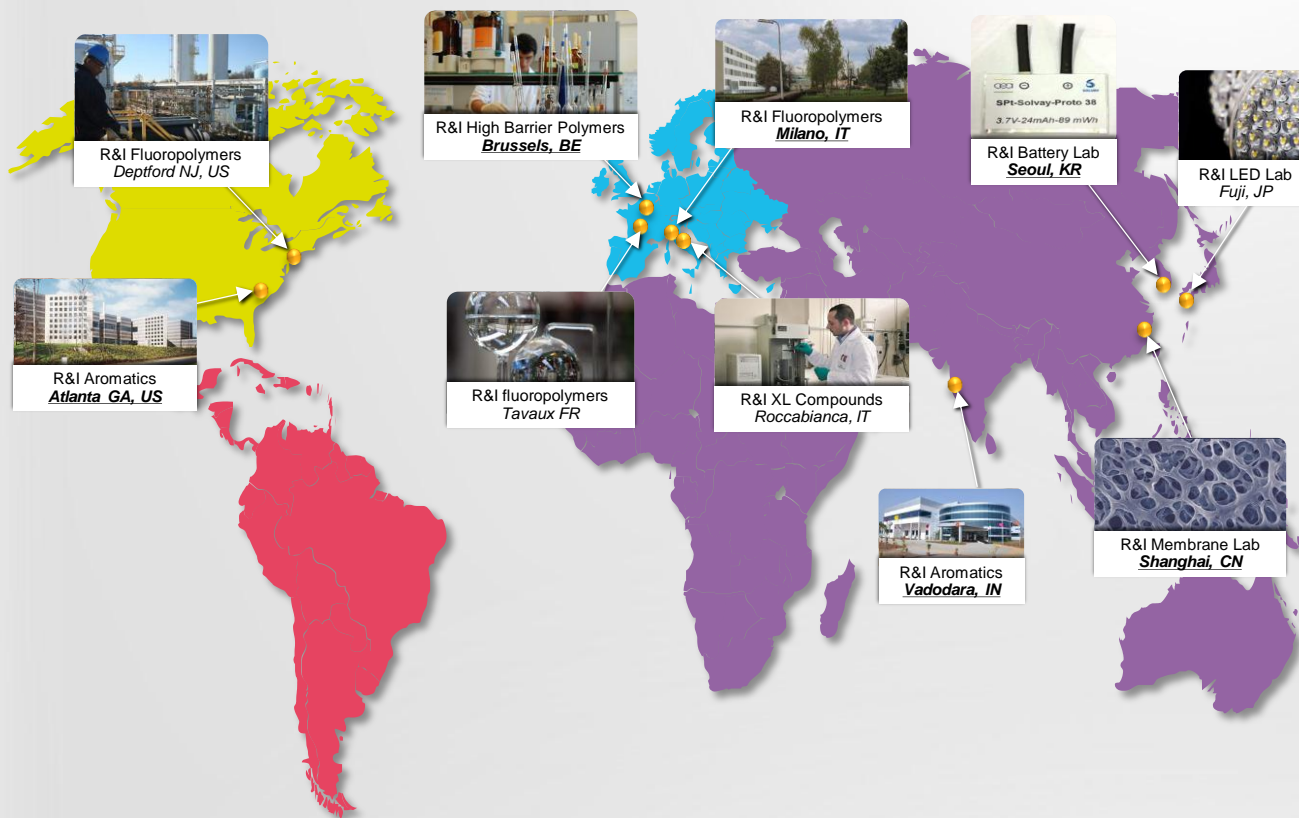 R&I Fluoropolymers
Deptford NJ, US
R&I High Barrier Polymers
Brussels, BE
R&I Fluoropolymers
Milano, IT
SPt-Solvay-Proto 38
3.7V-24mAh-89 mWh
R&I Battery Lab
Seoul, KR
R&I LED Lab
Fuji, JP
R&I Aromatics
Atlanta GA, US
R&I fluoropolymers
Tavaux FR
R&I XL Compounds
Roccabianca, IT
R&I Aromatics
Vadodara, IN
R&I Membrane Lab
Shanghai, CN